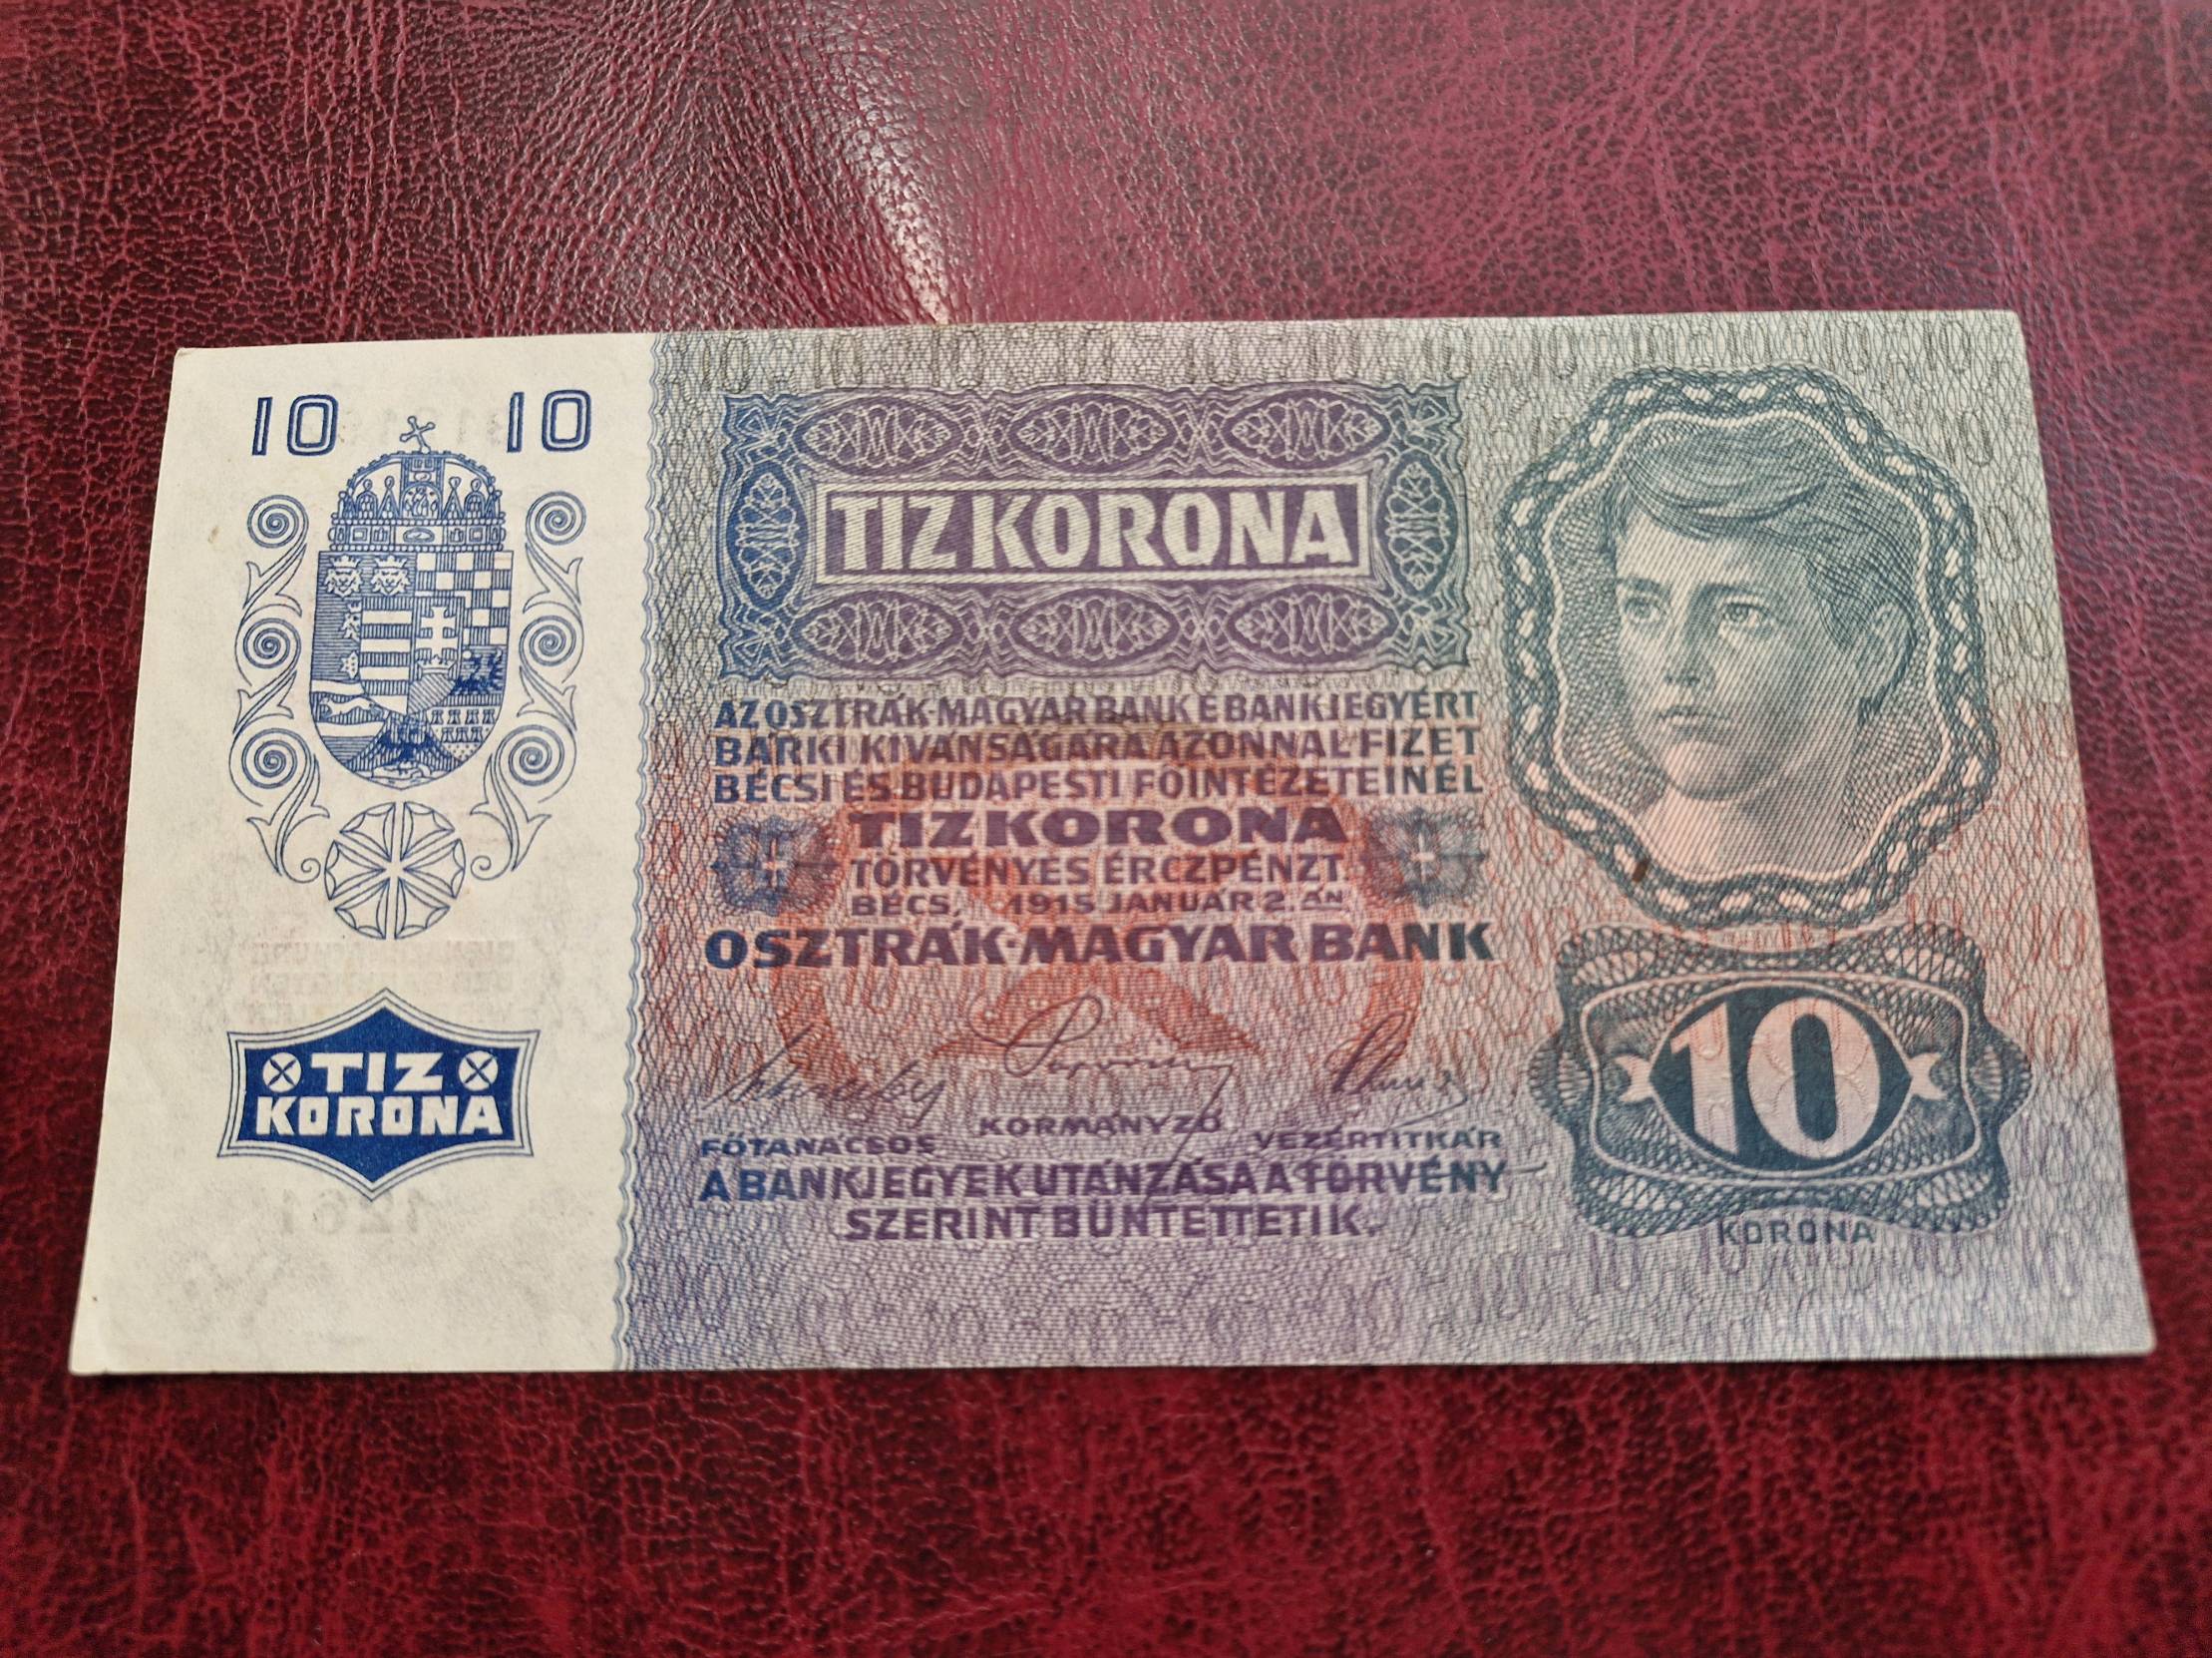 10 10
TIZ KORONA
AZ OSZTRÁK-MAGYAR BANK E BANKJEGYÉRT
BÁRKI KIVÁNSÁGÁRA AZONNAL FIZET
BÉCSI ÉS BUDAPESTI FŐINTÉZETEINÉL
TIZ KORONA
TÖRVÉNYES ÉRCZPÉNZT.
BÉCS, 1915 JANUÁR 2.ÁN
OSZTRÁK-MAGYAR BANK
TIZ
KORONA
KORMÁNYZÓ
FŐTANÁCSOS VEZÉRTITKÁR
A BANKJEGYEK UTÁNZÁSA A TÖRVÉNY
SZERINT BÜNTETTETIK.
10
KORONA